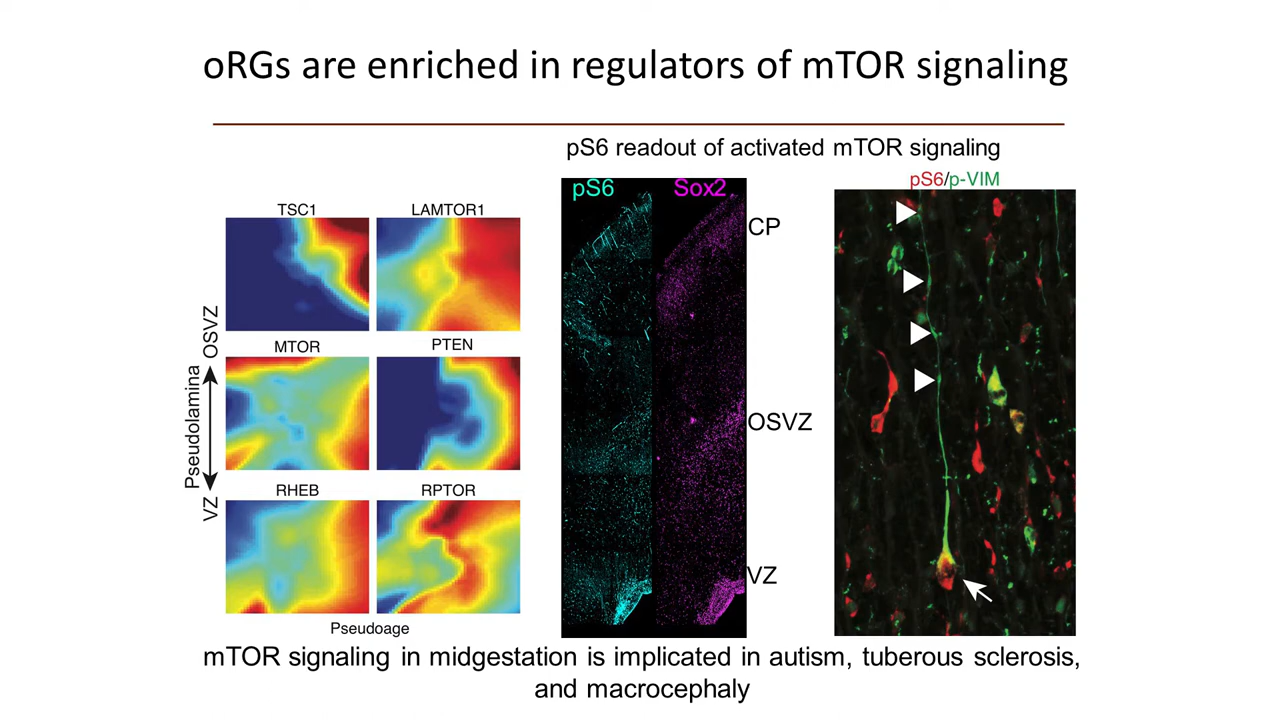 oRGs are enriched in regulators of mTOR signaling
pS6 readout of activated mTOR signaling
TSC1
LAMTOR1
MTOR
PTEN
RHEB
RPTOR
OSVZ
Pseudolamina
VZ
Pseudoage
pS6
Sox2
CP
OSVZ
VZ
pS6/p-VIM
mTOR signaling in midgestation is implicated in autism, tuberous sclerosis,
and macrocephaly